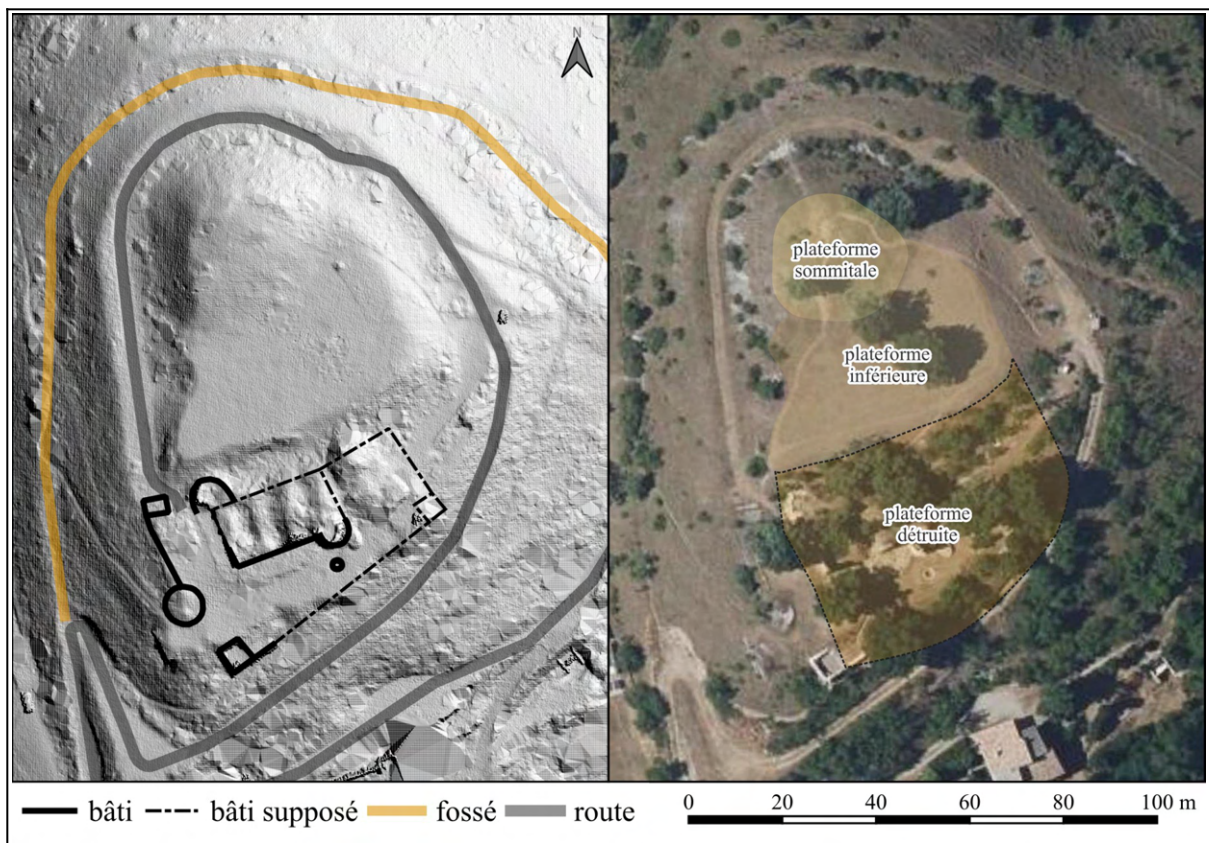 N
plateforme
sommitale
plateforme
inférieure
plateforme
détruite
bâti
bâti supposé
fossé
route
0 20 40 60 80 100 m